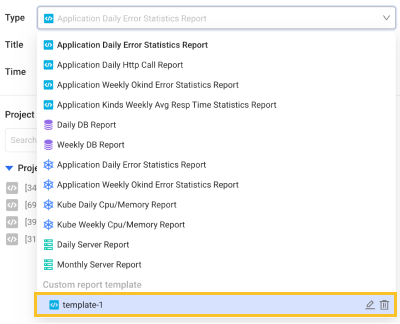 Type
Application Daily Error Statistics Report
Title
Application Daily Error Statistics Report
Application Daily Http Call Report
Time
Application Weekly Okind Error Statistics Report
Application Kinds Weekly Avg Resp Time Statistics Report
Project
Daily DB Report
Search
Weekly DB Report
Proje
Application Daily Error Statistics Report
[34
Application Weekly Okind Error Statistics Report
[69
Kube Daily Cpu/Memory Report
[39
Kube Weekly Cpu/Memory Report
[31
Daily Server Report
Monthly Server Report
Custom report template
template-1